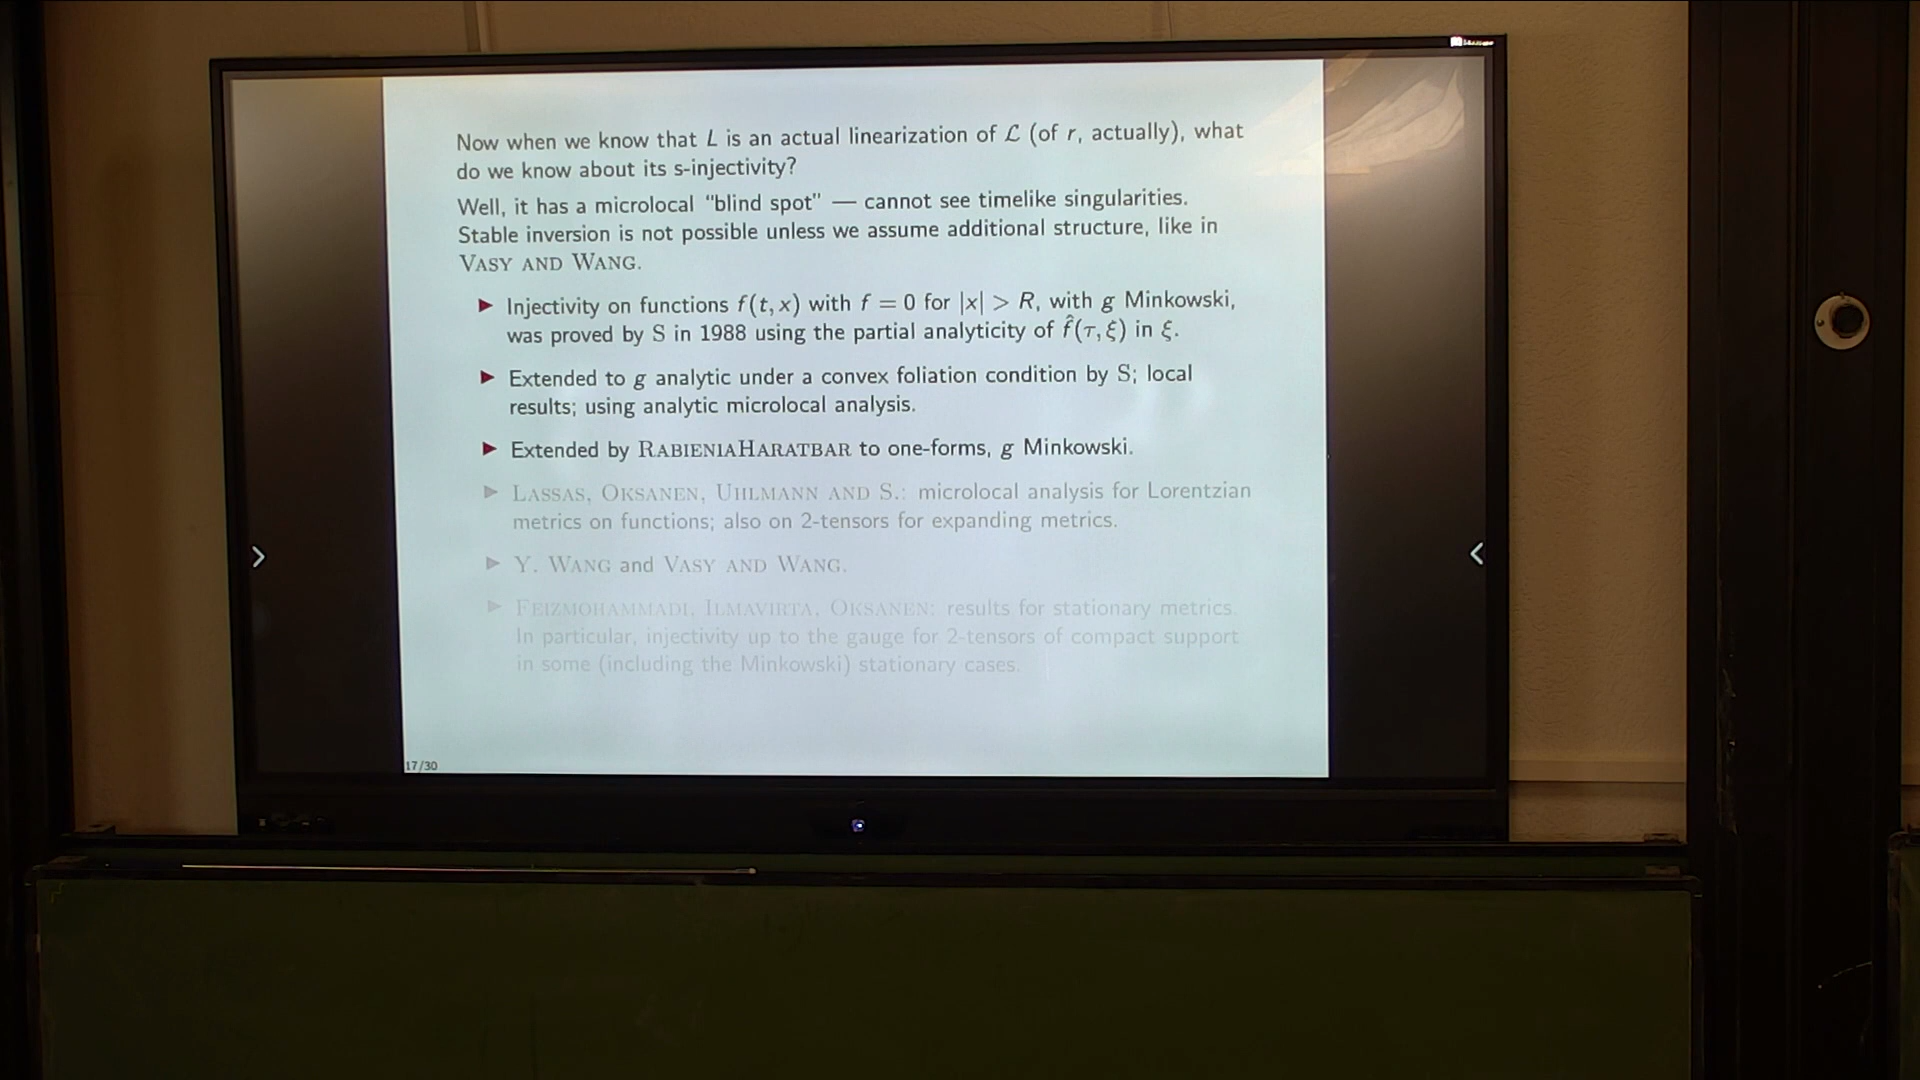 Now when we know that L is an actual linearization of ℒ (of r, actually), what
do we know about its s-injectivity?
Well, it has a microlocal "blind spot" — cannot see timelike singularities.
Stable inversion is not possible unless we assume additional structure, like in
VASY AND WANG.
► Injectivity on functions f(t, x) with f = 0 for |x| > R, with g Minkowski,
was proved by S in 1988 using the partial analyticity of f̂(τ, ξ) in ξ.
► Extended to g analytic under a convex foliation condition by S; local
results; using analytic microlocal analysis.
► Extended by RABIENIAHARATBAR to one-forms, g Minkowski.
► LASSAS, OKSANEN, UHLMANN AND S.: microlocal analysis for Lorentzian
metrics on functions; also on 2-tensors for expanding metrics.
► Y. WANG and VASY AND WANG.
► FEIZMOHAMMADI, ILMAVIRTA, OKSANEN: results for stationary metrics.
In particular, injectivity up to the gauge for 2-tensors of compact support
in some (including the Minkowski) stationary cases.
17/30